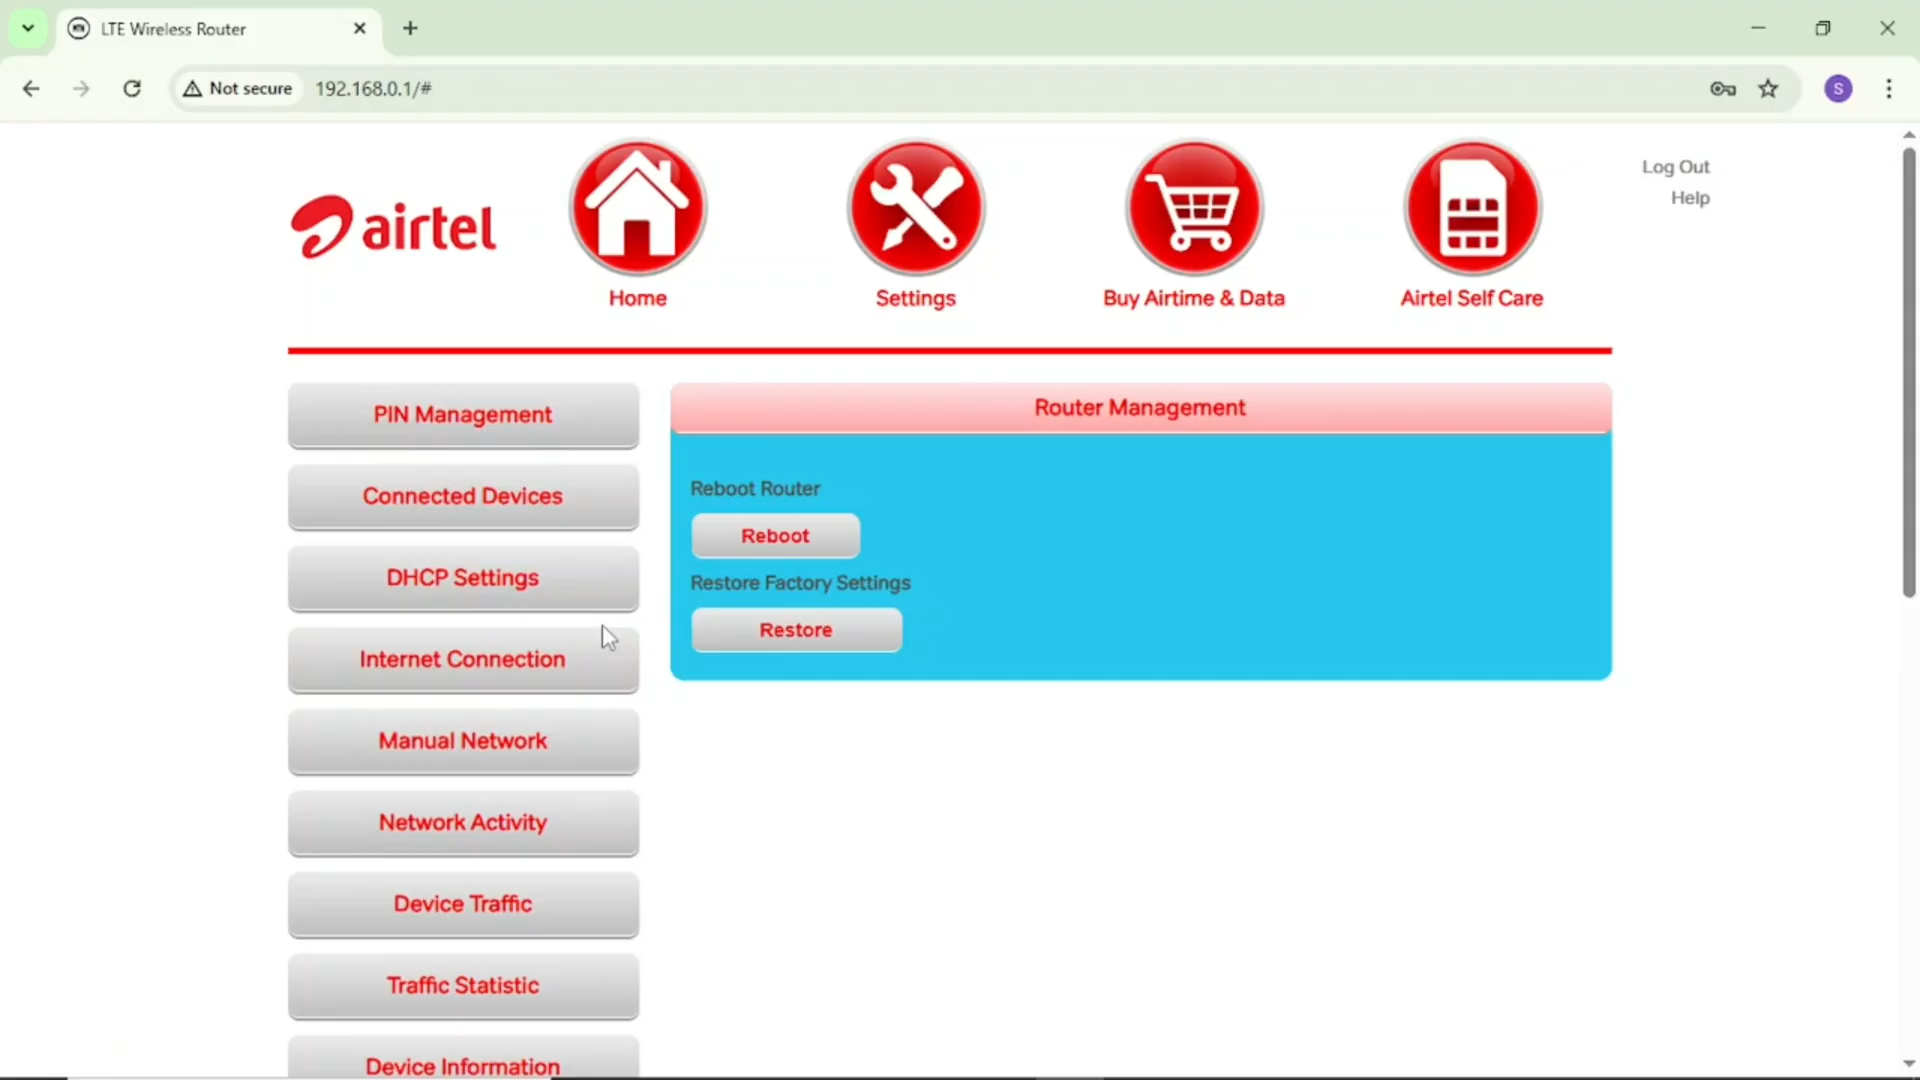 LTE Wireless Router
Not secure
192.168.0.1/#
S
airtel
Home
Settings
Buy Airtime & Data
Airtel Self Care
Log Out
Help
PIN Management
Connected Devices
DHCP Settings
Internet Connection
Manual Network
Network Activity
Device Traffic
Traffic Statistic
Device Information
Router Management
Reboot Router
Reboot
Restore Factory Settings
Restore